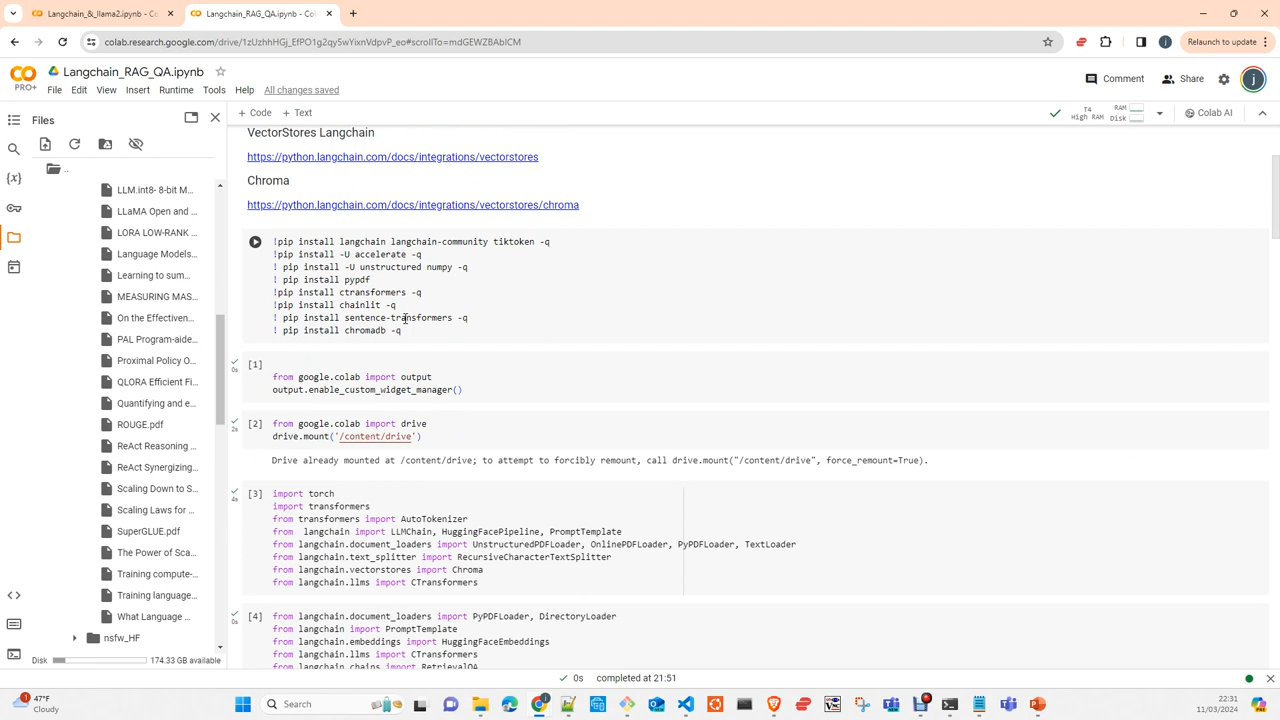 Langchain_&_llama2.ipynb - Co
Langchain_RAG_QA.ipynb - Col
colab.research.google.com/drive/1zUzhhHGj_EfPO1g2qy5wYixnVdpvP_eo#scrollTo=mdGEWZBAbICM
Relaunch to update
Langchain_RAG_QA.ipynb
PRO+
File Edit View Insert Runtime Tools Help All changes saved
Comment
Share
j
Files
+ Code + Text
T4
High RAM
RAM
Disk
Colab AI
..
LLM.int8- 8-bit M...
LLaMA Open and ...
LORA LOW-RANK ...
Language Models...
Learning to sum...
MEASURING MAS...
On the Effectiven...
PAL Program-aide...
Proximal Policy O...
QLORA Efficient Fi...
Quantifying and e...
ROUGE.pdf
ReAct Reasoning ...
ReAct Synergizing...
Scaling Down to S...
Scaling Laws for ...
SuperGLUE.pdf
The Power of Sca...
Training compute-...
Training language...
What Language ...
nsfw_HF
Disk 174.33 GB available
VectorStores Langchain
https://python.langchain.com/docs/integrations/vectorstores
Chroma
https://python.langchain.com/docs/integrations/vectorstores/chroma
!pip install langchain langchain-community tiktoken -q
!pip install -U accelerate -q
! pip install -U unstructured numpy -q
! pip install pypdf
!pip install ctransformers -q
!pip install chainlit -q
! pip install sentence-transformers -q
! pip install chromadb -q
[1]
0s
from google.colab import output
output.enable_custom_widget_manager()
[2] from google.colab import drive
2s
drive.mount('/content/drive')
Drive already mounted at /content/drive; to attempt to forcibly remount, call drive.mount("/content/drive", force_remount=True).
[3] import torch
4s
import transformers
from transformers import AutoTokenizer
from  langchain import LLMChain, HuggingFacePipeline, PromptTemplate
from langchain.document_loaders import UnstructuredPDFLoader, OnlinePDFLoader, PyPDFLoader, TextLoader
from langchain.text_splitter import RecursiveCharacterTextSplitter
from langchain.vectorstores import Chroma
from langchain.llms import CTransformers
[4] from langchain.document_loaders import PyPDFLoader, DirectoryLoader
0s
from langchain import PromptTemplate
from langchain.embeddings import HuggingFaceEmbeddings
from langchain.llms import CTransformers
from langchain.chains import RetrievalQA
0s completed at 21:51
1
47°F
Cloudy
Search
22:31
11/03/2024